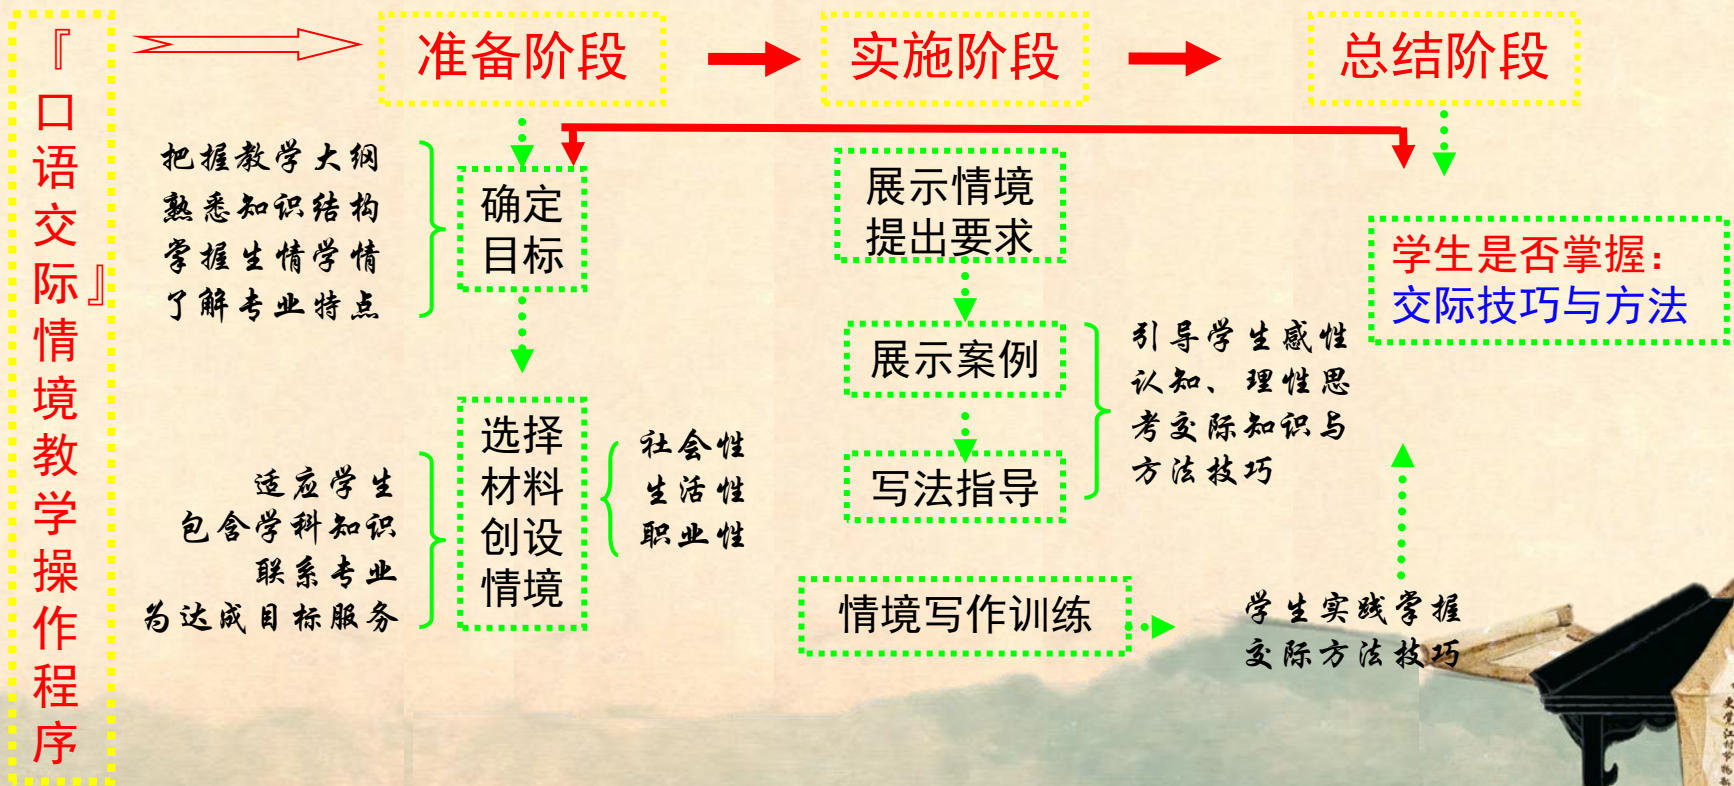 『口语交际』情境教学操作程序
准备阶段
实施阶段
总结阶段
把握教学大纲
熟悉知识结构
掌握生情学情
了解专业特点
确定
目标
适应学生
包含学科知识
联系专业
为达成目标服务
选择
材料
创设
情境
社会性
生活性
职业性
展示情境
提出要求
展示案例
写法指导
引导学生感性
认知、理性思
考交际知识与
方法技巧
情境写作训练
学生实践掌握
交际方法技巧
学生是否掌握：
交际技巧与方法